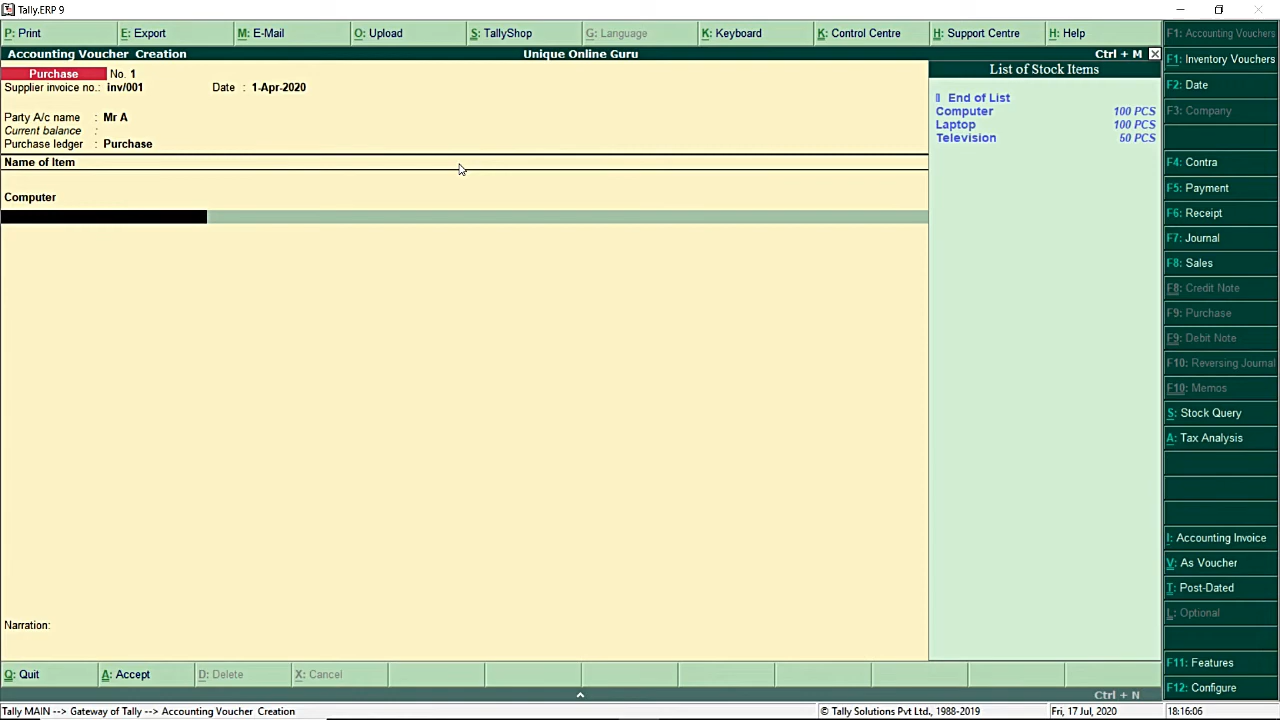 Tally.ERP 9
P: Print E: Export M: E-Mail O: Upload S: TallyShop G: Language K: Keyboard K: Control Centre H: Support Centre H: Help
Accounting Voucher Creation Unique Online Guru Ctrl + M
Purchase No. 1
Supplier invoice no.: inv/001 Date : 1-Apr-2020
Party A/c name : Mr A
Current balance :
Purchase ledger : Purchase
Name of Item
Computer
Narration:
List of Stock Items
End of List
Computer 100 PCS
Laptop 100 PCS
Television 50 PCS
F1: Accounting Vouchers
F1: Inventory Vouchers
F2: Date
F3: Company
F4: Contra
F5: Payment
F6: Receipt
F7: Journal
F8: Sales
F8: Credit Note
F9: Purchase
F9: Debit Note
F10: Reversing Journal
F10: Memos
S: Stock Query
A: Tax Analysis
I: Accounting Invoice
V: As Voucher
T: Post-Dated
L: Optional
F11: Features
F12: Configure
Q: Quit A: Accept D: Delete X: Cancel
Ctrl + N
Tally MAIN --> Gateway of Tally --> Accounting Voucher Creation © Tally Solutions Pvt Ltd., 1988-2019 Fri, 17 Jul, 2020 18:16:06